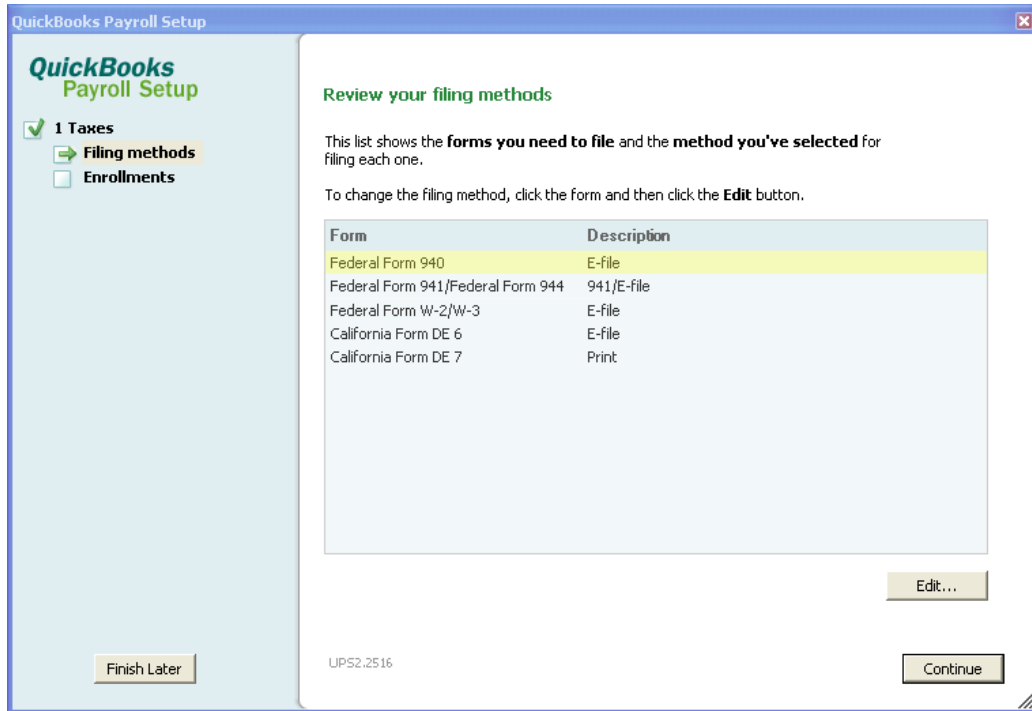 QuickBooks Payroll Setup
QuickBooks
Payroll Setup
1 Taxes
Filing methods
Enrollments
Review your filing methods
This list shows the forms you need to file and the method you've selected for
filing each one.
To change the filing method, click the form and then click the Edit button.
Form Description
Federal Form 940 E-file
Federal Form 941/Federal Form 944 941/E-file
Federal Form W-2/W-3 E-file
California Form DE 6 E-file
California Form DE 7 Print
Edit...
Finish Later
UPS2.2516
Continue